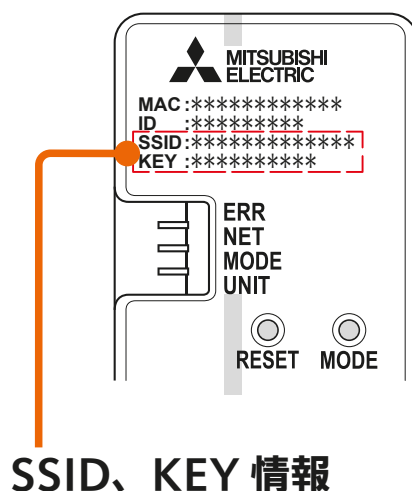 MITSUBISHI
ELECTRIC
MAC :************
ID :*********
SSID:*************
KEY :**********
ERR
NET
MODE
UNIT
RESET MODE
SSID、KEY 情報